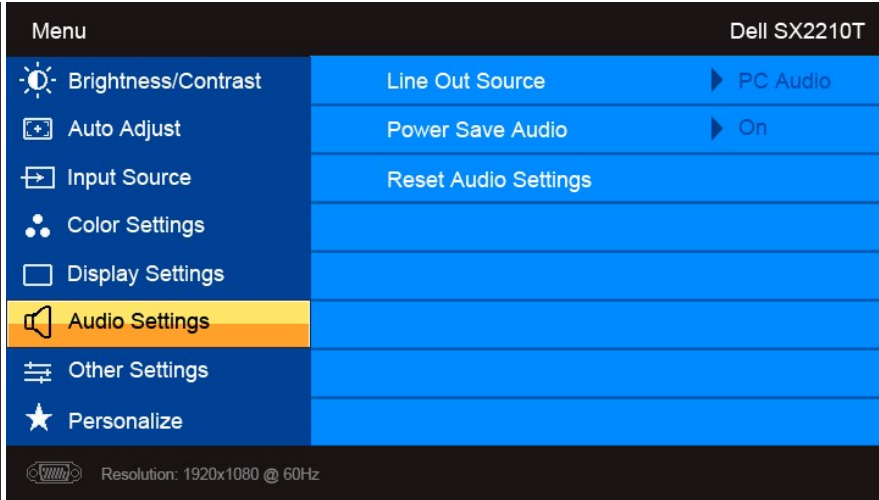 Menu Dell SX2210T
Brightness/Contrast Line Out Source PC Audio
Auto Adjust Power Save Audio On
Input Source Reset Audio Settings
Color Settings
Display Settings
Audio Settings
Other Settings
Personalize
Resolution: 1920x1080 @ 60Hz